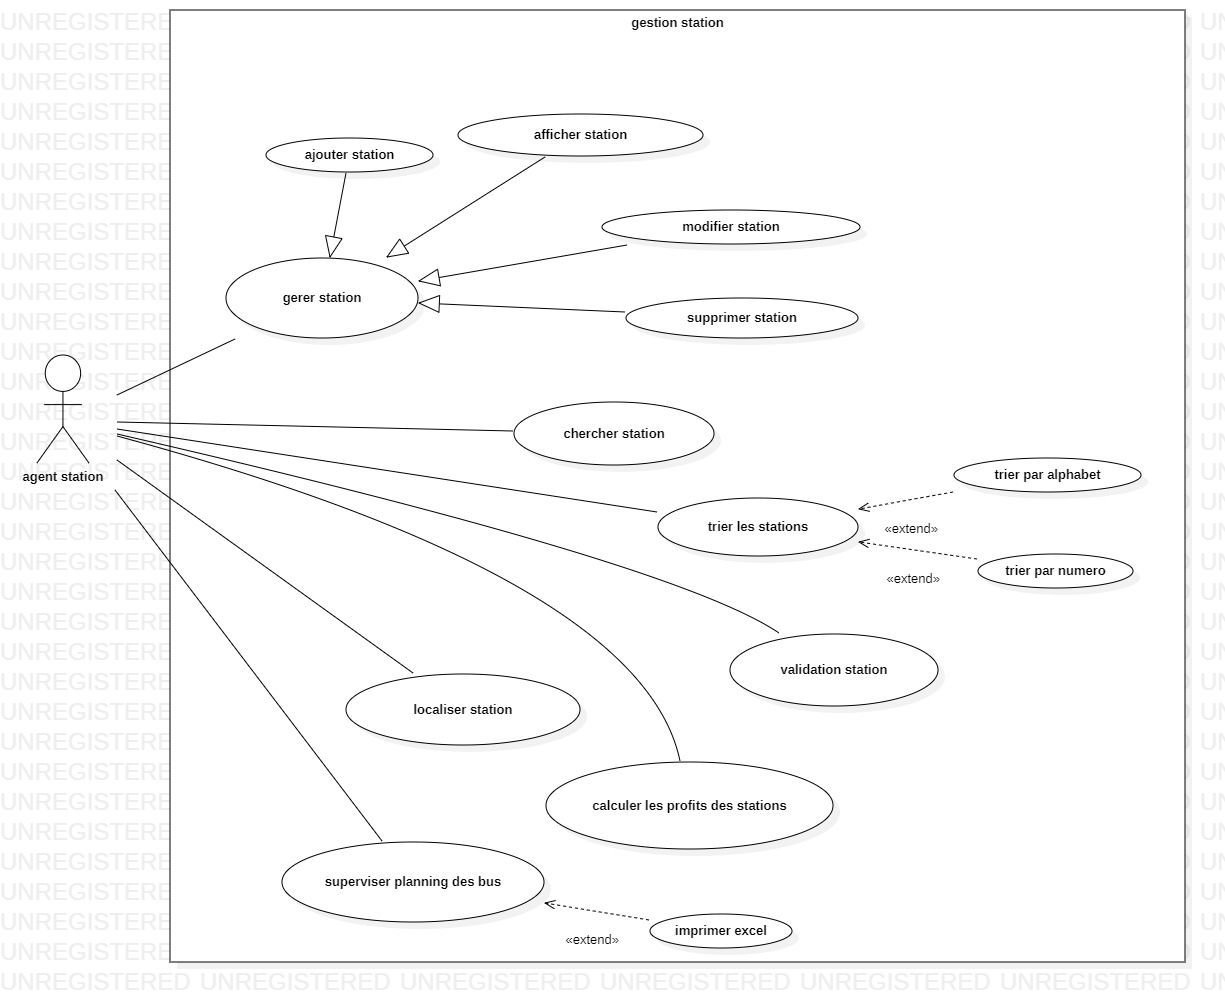 gestion station
afficher station
ajouter station
modifier station
gerer station
supprimer station
chercher station
agent station
trier par alphabet
trier les stations
«extend»
trier par numero
«extend»
validation station
localiser station
calculer les profits des stations
superviser planning des bus
imprimer excel
«extend»
UNREGISTERED UNREGISTERED UNREGISTERED UNREGISTERED UNREGISTERED UNREGISTERED